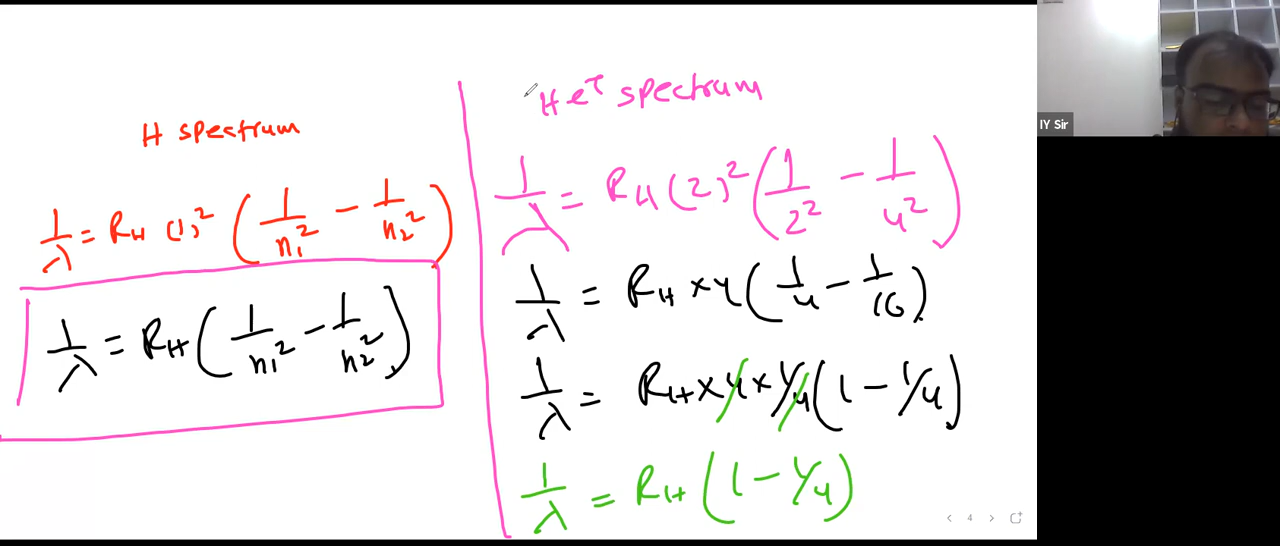 H spectrum
1/λ = RH (1)² (1/n₁² − 1/n₂²)
1/λ = RH (1/n₁² − 1/n₂²)
He⁺ spectrum
1/λ = RH (2)² (1/2² − 1/4²)
1/λ = RH × 4 (1/4 − 1/16)
1/λ = RH × 4 × 1/4 (1 − 1/4)
1/λ = RH (1 − 1/4)
IY Sir
4